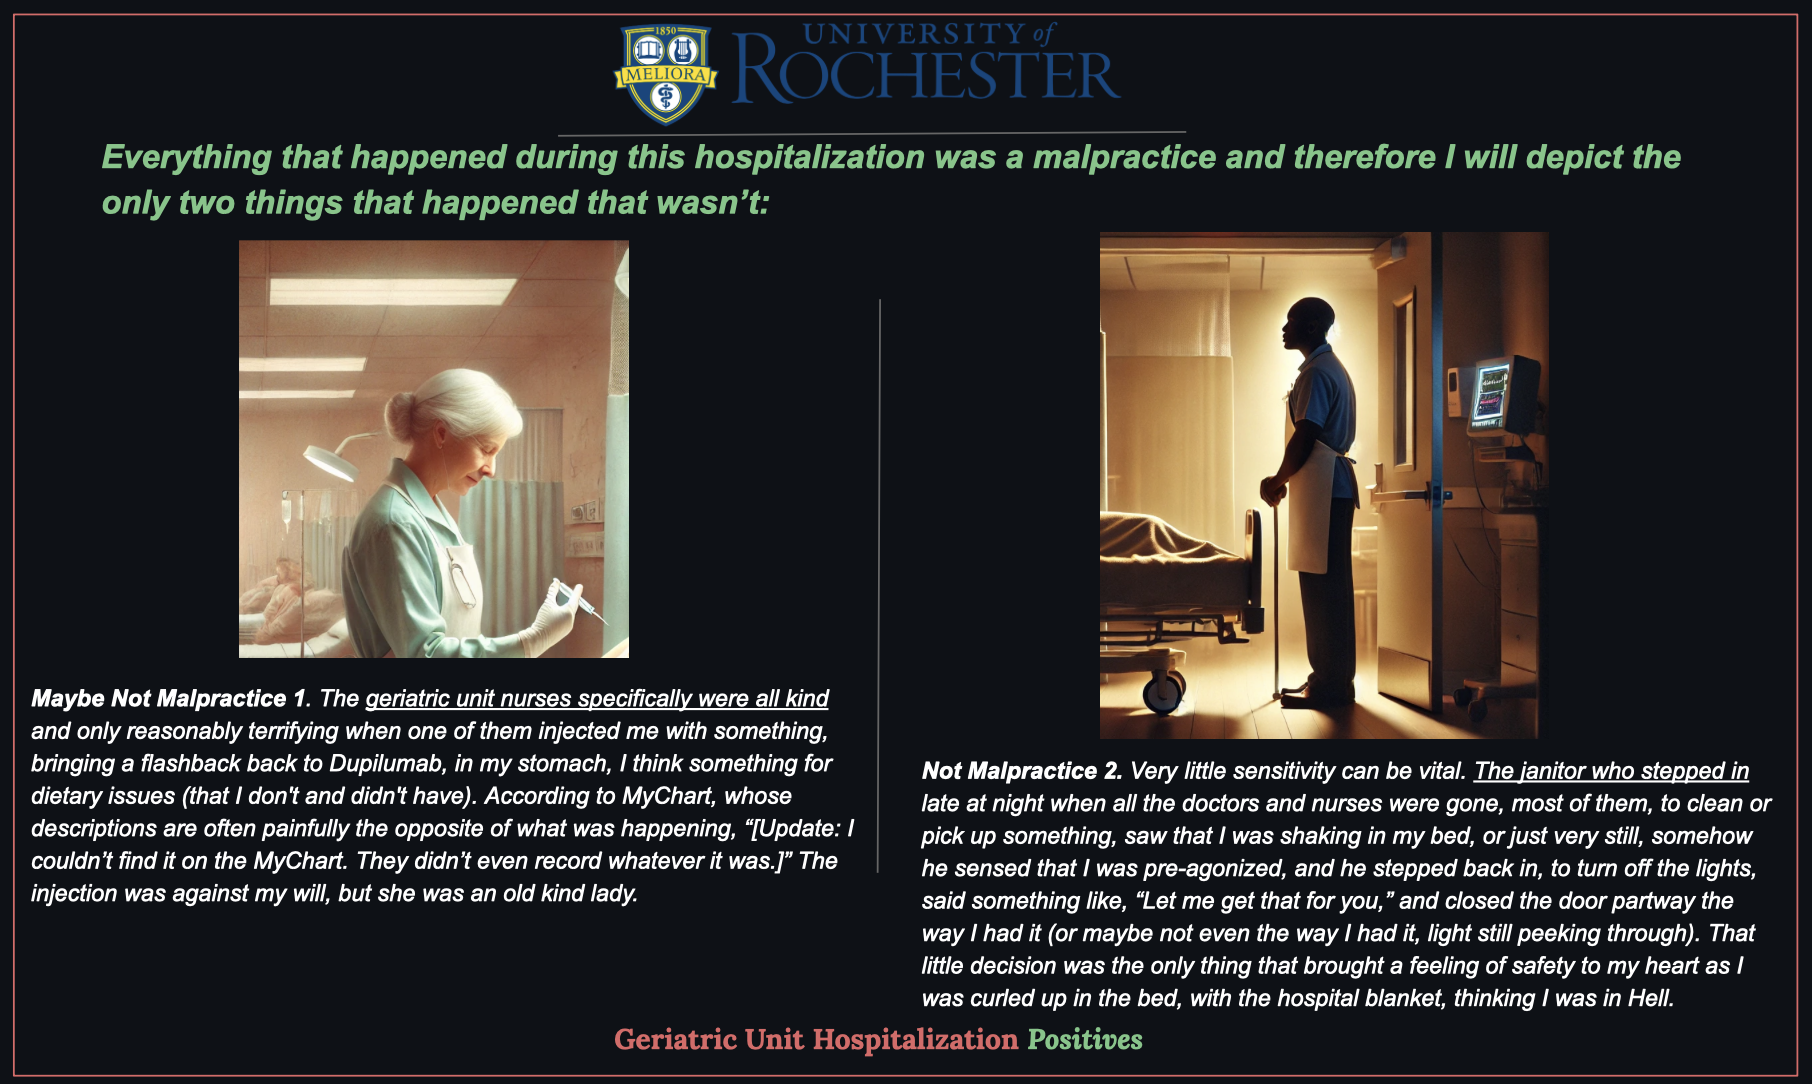 1850
MELIORA
UNIVERSITY of
ROCHESTER
Everything that happened during this hospitalization was a malpractice and therefore I will depict the
only two things that happened that wasn’t:
Maybe Not Malpractice 1. The geriatric unit nurses specifically were all kind
and only reasonably terrifying when one of them injected me with something,
bringing a flashback back to Dupilumab, in my stomach, I think something for
dietary issues (that I don't and didn't have). According to MyChart, whose
descriptions are often painfully the opposite of what was happening, “[Update: I
couldn’t find it on the MyChart. They didn’t even record whatever it was.]” The
injection was against my will, but she was an old kind lady.
Not Malpractice 2. Very little sensitivity can be vital. The janitor who stepped in
late at night when all the doctors and nurses were gone, most of them, to clean or
pick up something, saw that I was shaking in my bed, or just very still, somehow
he sensed that I was pre-agonized, and he stepped back in, to turn off the lights,
said something like, “Let me get that for you,” and closed the door partway the
way I had it (or maybe not even the way I had it, light still peeking through). That
little decision was the only thing that brought a feeling of safety to my heart as I
was curled up in the bed, with the hospital blanket, thinking I was in Hell.
Geriatric Unit Hospitalization Positives